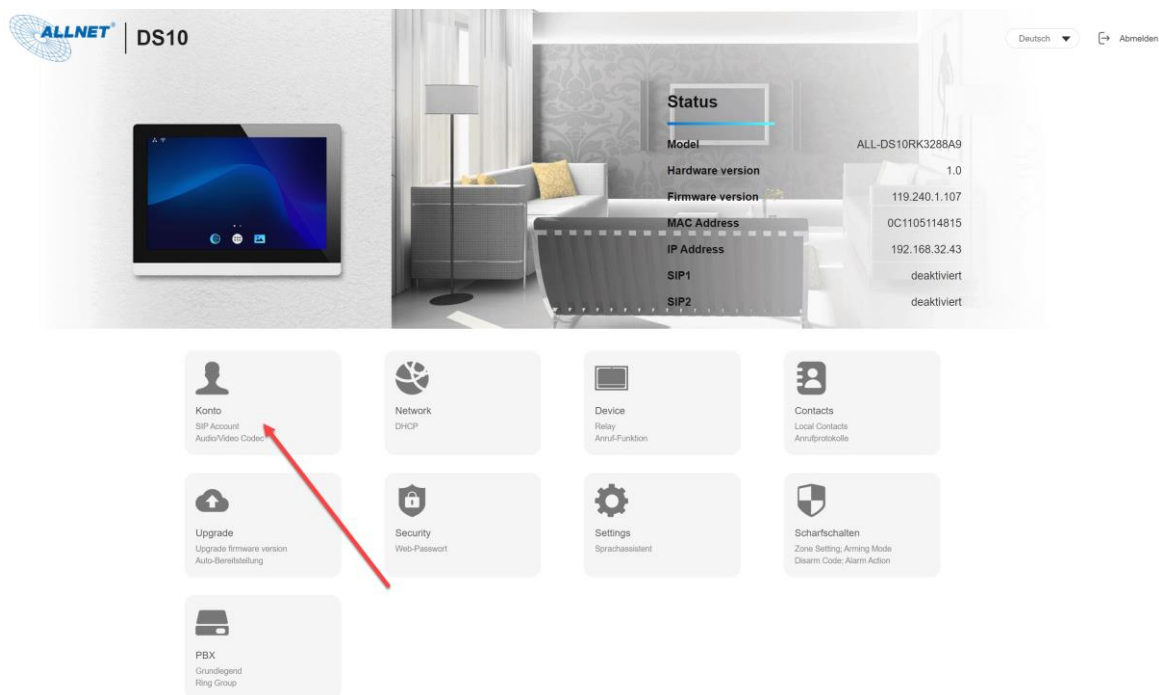 ALLNET® DS10
Deutsch
Abmelden
Status
Model ALL-DS10RK3288A9
Hardware version 1.0
Firmware version 119.240.1.107
MAC Address 0C1105114815
IP Address 192.168.32.43
SIP1 deaktiviert
SIP2 deaktiviert
Konto
SIP Account
Audio/Video Codec
Network
DHCP
Device
Relay
Anruf-Funktion
Contacts
Local Contacts
Anrufprotokolle
Upgrade
Upgrade firmware version
Auto-Bereitstellung
Security
Web-Passwort
Settings
Sprachassistent
Scharfschalten
Zone Setting; Arming Mode
Disarm Code; Alarm Action
PBX
Grundlegend
Ring Group